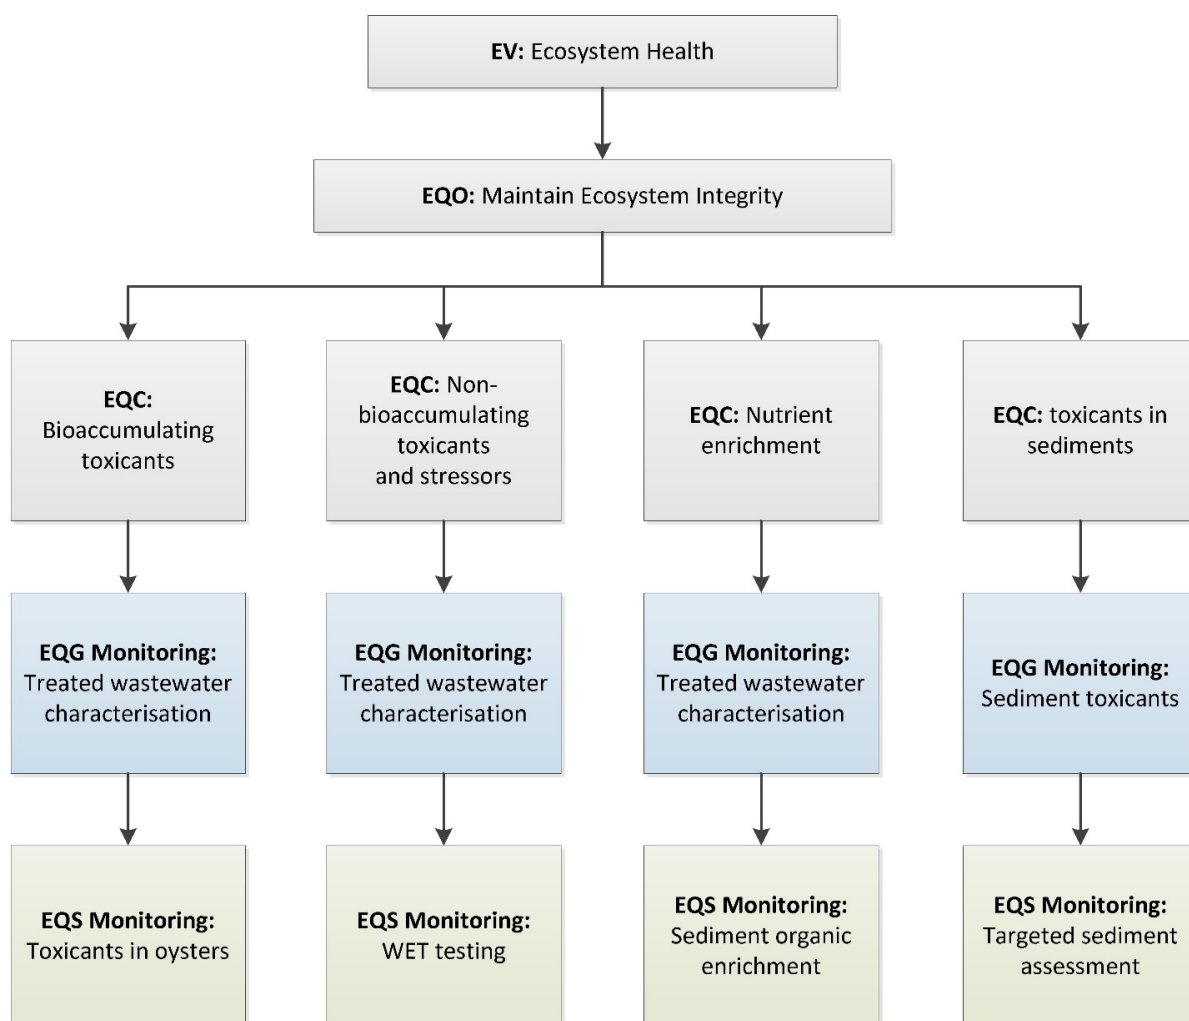 EV: Ecosystem Health
EQO: Maintain Ecosystem Integrity
EQC:
Bioaccumulating
toxicants
EQC: Non-
bioaccumulating
toxicants
and stressors
EQC: Nutrient
enrichment
EQC: toxicants in
sediments
EQG Monitoring:
Treated wastewater
characterisation
EQG Monitoring:
Treated wastewater
characterisation
EQG Monitoring:
Treated wastewater
characterisation
EQG Monitoring:
Sediment toxicants
EQS Monitoring:
Toxicants in oysters
EQS Monitoring:
WET testing
EQS Monitoring:
Sediment organic
enrichment
EQS Monitoring:
Targeted sediment
assessment